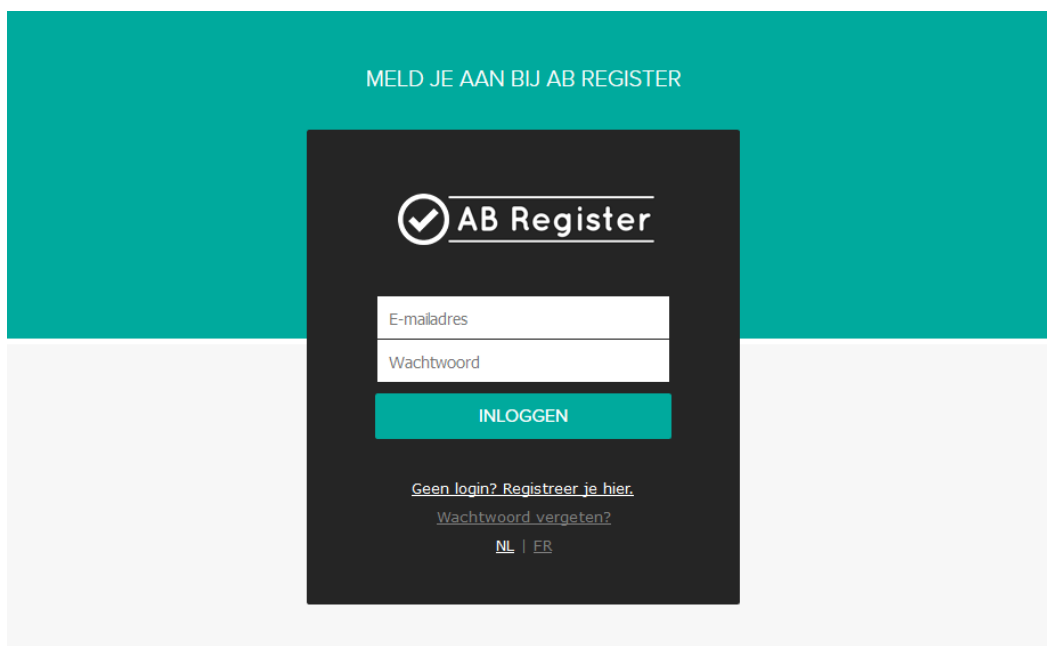 MELD JE AAN BIJ AB REGISTER
AB Register
E-mailadres
Wachtwoord
INLOGGEN
Geen login? Registreer je hier.
Wachtwoord vergeten?
NL | FR